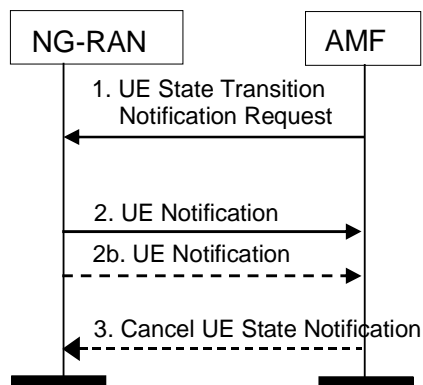 NG-RAN
AMF
1. UE State Transition
Notification Request
2. UE Notification
2b. UE Notification
3. Cancel UE State Notification